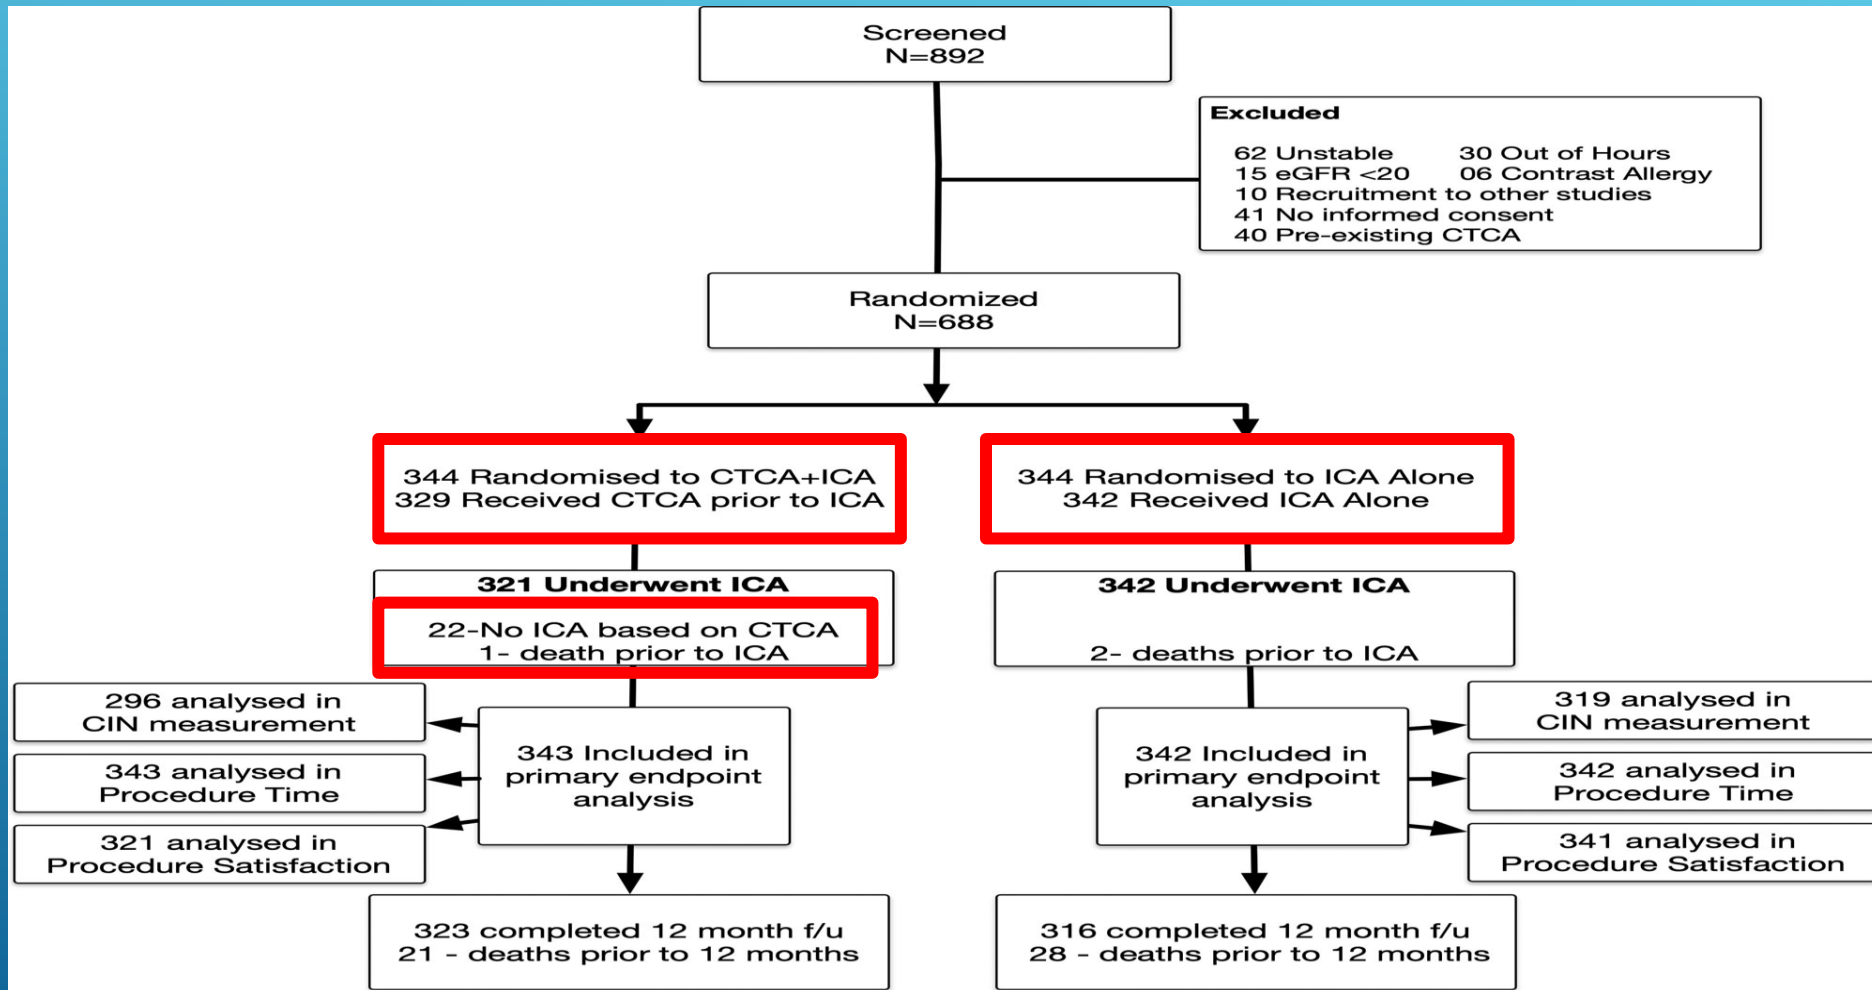 Screened
N=892
Excluded
62 Unstable 30 Out of Hours
15 eGFR <20 06 Contrast Allergy
10 Recruitment to other studies
41 No informed consent
40 Pre-existing CTCA
Randomized
N=688
344 Randomised to CTCA+ICA
329 Received CTCA prior to ICA
344 Randomised to ICA Alone
342 Received ICA Alone
321 Underwent ICA
22-No ICA based on CTCA
1- death prior to ICA
342 Underwent ICA
2- deaths prior to ICA
296 analysed in
CIN measurement
343 analysed in
Procedure Time
321 analysed in
Procedure Satisfaction
343 Included in
primary endpoint
analysis
342 Included in
primary endpoint
analysis
319 analysed in
CIN measurement
342 analysed in
Procedure Time
341 analysed in
Procedure Satisfaction
323 completed 12 month f/u
21 - deaths prior to 12 months
316 completed 12 month f/u
28 - deaths prior to 12 months